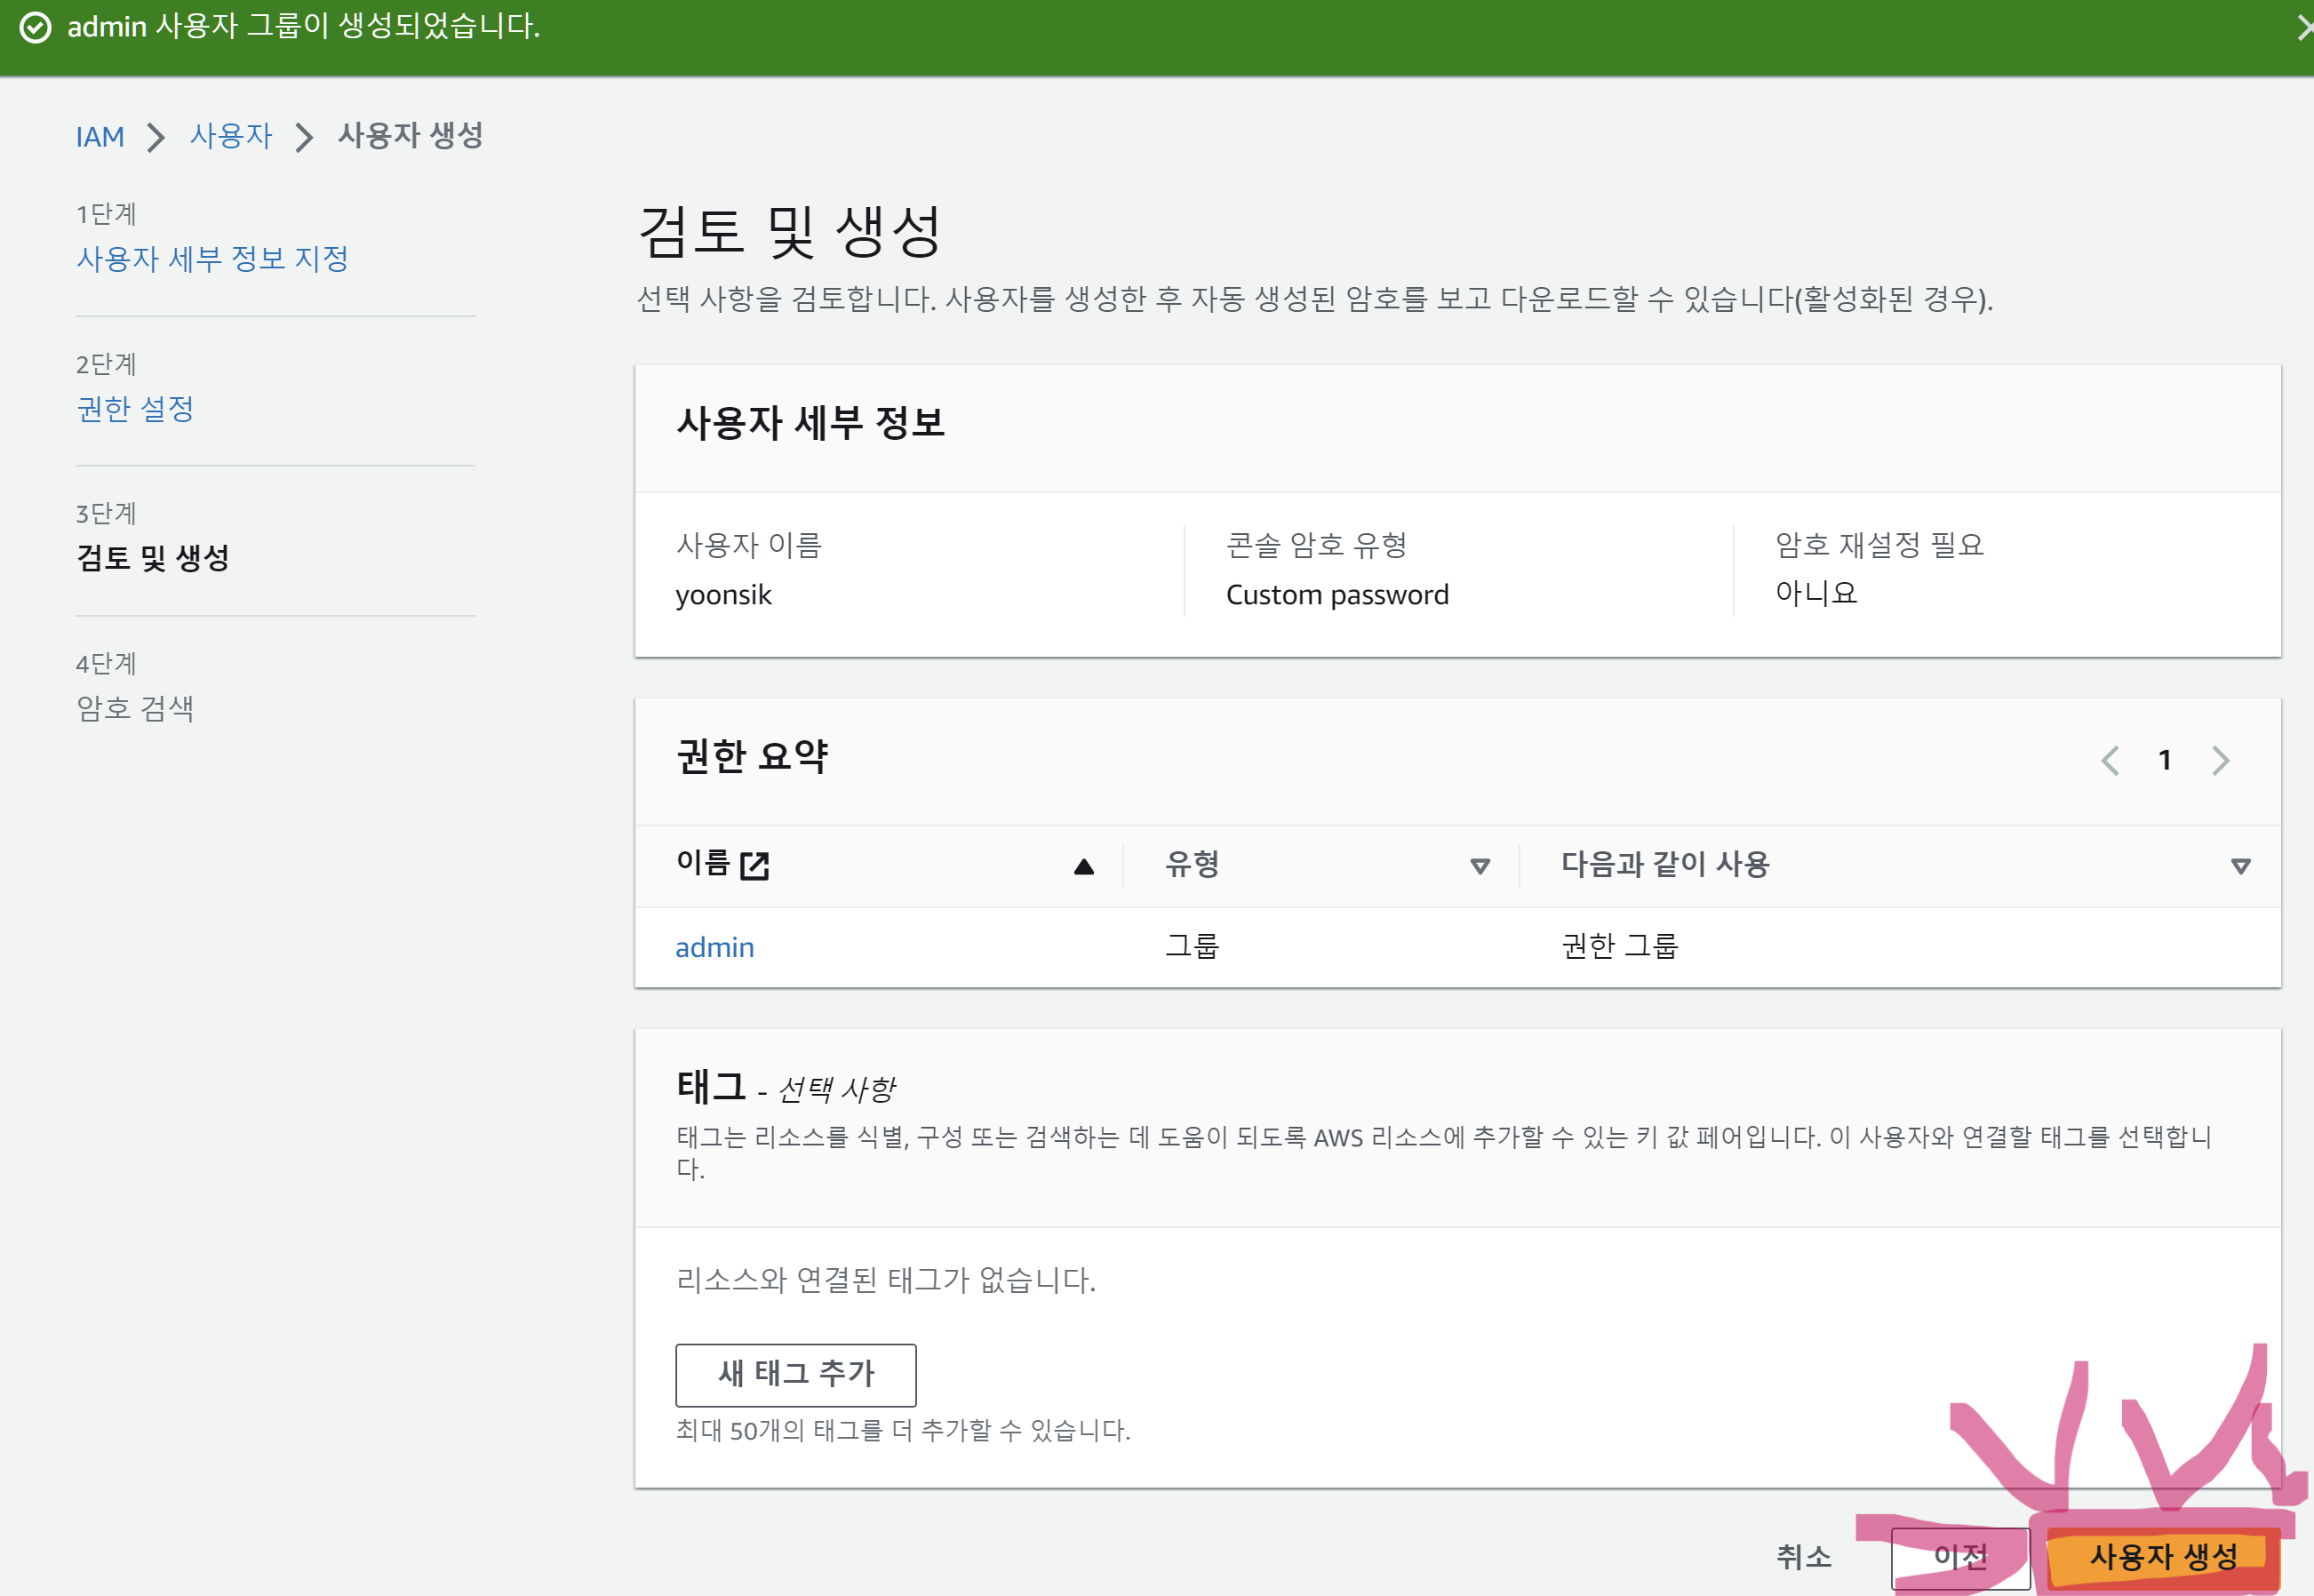 admin 사용자 그룹이 생성되었습니다.
IAM 사용자 사용자 생성
1단계
사용자 세부 정보 지정
2단계
권한 설정
3단계
검토 및 생성
4단계
암호 검색
검토 및 생성
선택 사항을 검토합니다. 사용자를 생성한 후 자동 생성된 암호를 보고 다운로드할 수 있습니다(활성화된 경우).
사용자 세부 정보
사용자 이름 콘솔 암호 유형 암호 재설정 필요
yoonsik Custom password 아니요
권한 요약 1
이름 유형 다음과 같이 사용
admin 그룹 권한 그룹
태그 - 선택 사항
태그는 리소스를 식별, 구성 또는 검색하는 데 도움이 되도록 AWS 리소스에 추가할 수 있는 키 값 페어입니다. 이 사용자와 연결할 태그를 선택합니
다.
리소스와 연결된 태그가 없습니다.
새 태그 추가
최대 50개의 태그를 더 추가할 수 있습니다.
취소 이전 사용자 생성